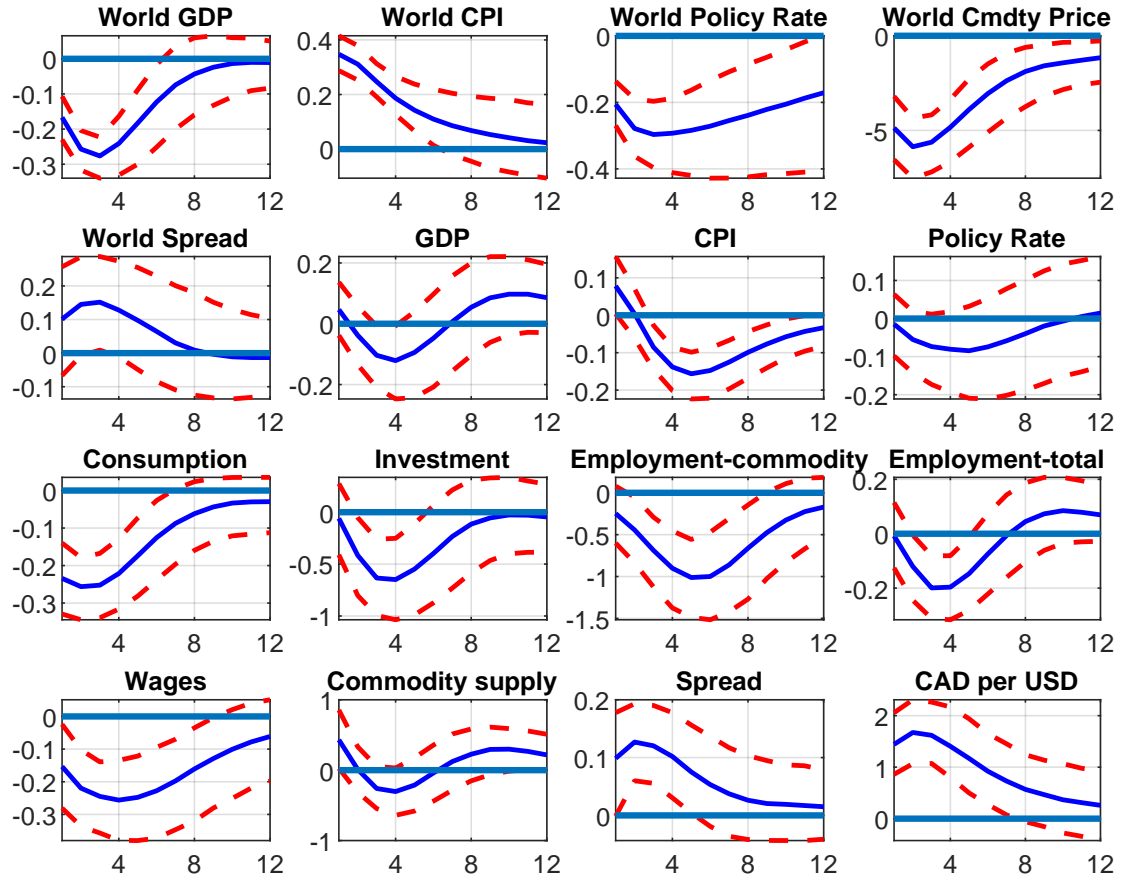 World GDP
0
-0.1
-0.2
-0.3
4 8 12
World CPI
0.4
0.2
0
4 8 12
World Policy Rate
0
-0.2
-0.4
4 8 12
World Cmdty Price
0
-5
4 8 12
World Spread
0.2
0.1
0
-0.1
4 8 12
GDP
0.2
0
-0.2
4 8 12
CPI
0.1
0
-0.1
-0.2
4 8 12
Policy Rate
0.1
0
-0.1
-0.2
4 8 12
Consumption
0
-0.1
-0.2
-0.3
4 8 12
Investment
0
-0.5
-1
4 8 12
Employment-commodity
0
-0.5
-1
-1.5
4 8 12
Employment-total
0.2
0
-0.2
4 8 12
Wages
0
-0.1
-0.2
-0.3
4 8 12
Commodity supply
1
0
-1
4 8 12
Spread
0.2
0.1
0
4 8 12
CAD per USD
2
1
0
4 8 12